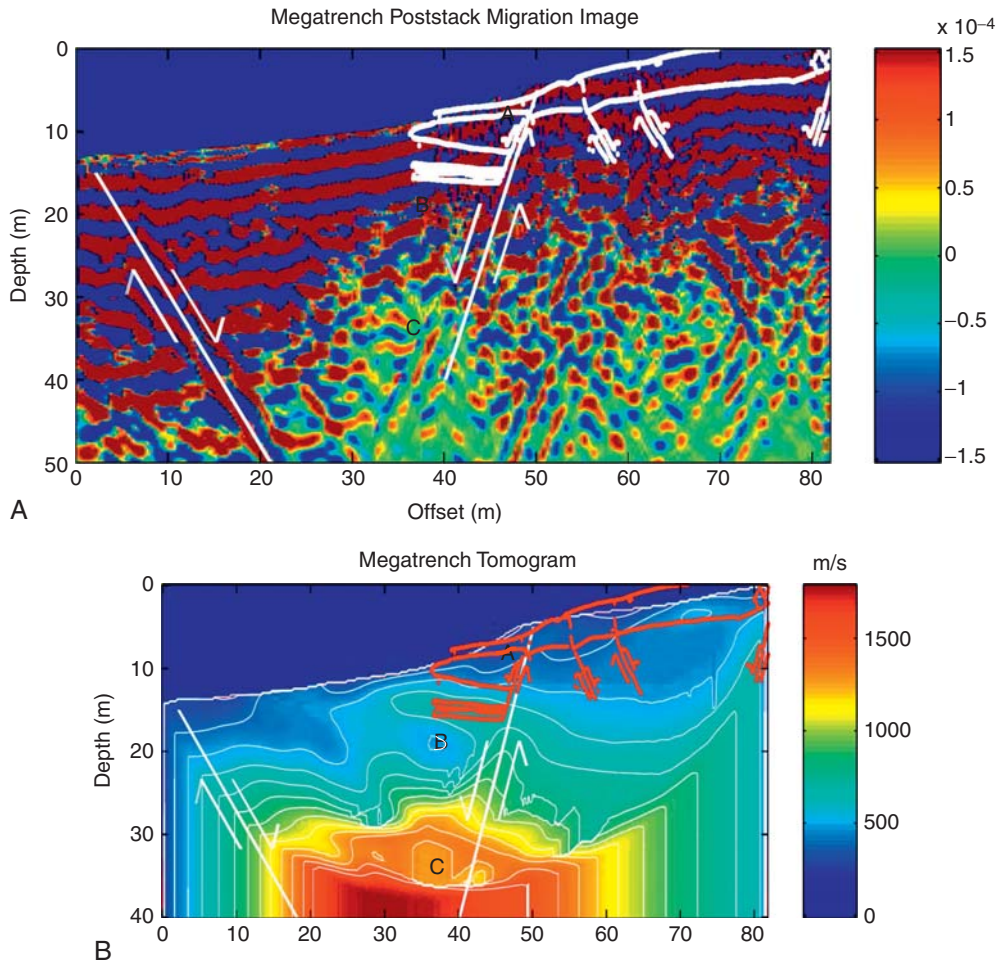 Megatrench Poststack Migration Image
x 10⁻⁴
0
10
20
30
40
50
Depth (m)
0 10 20 30 40 50 60 70 80
Offset (m)
A
B
C
1.5
1
0.5
0
−0.5
−1
−1.5
A
Megatrench Tomogram
m/s
0
10
20
30
40
Depth (m)
0 10 20 30 40 50 60 70 80
A
B
C
1500
1000
500
0
B